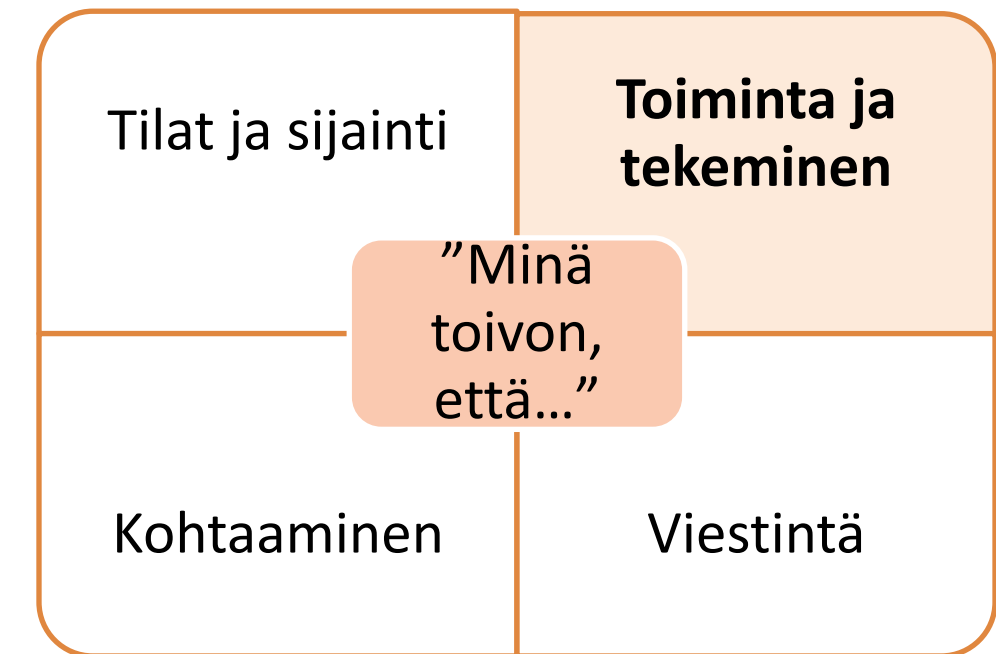 Tilat ja sijainti
Toiminta ja
tekeminen
”Minä
toivon,
että…”
Kohtaaminen
Viestintä